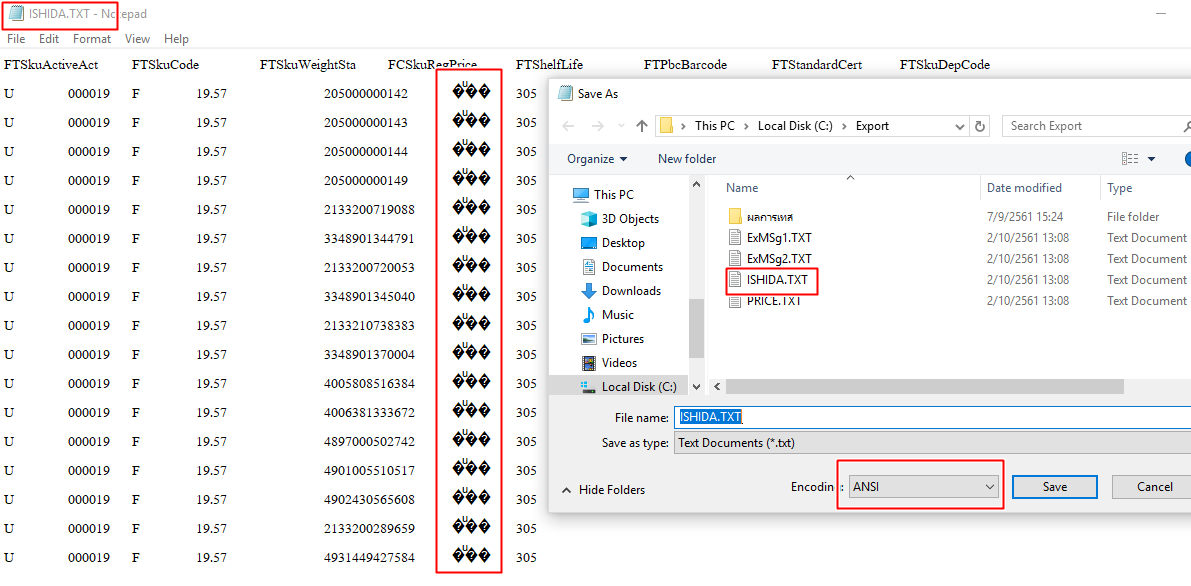 ISHIDA.TXT - Notepad
File Edit Format View Help
FTSkuActiveAct FTSkuCode FTSkuWeightSta FCSkuRegPrice FTShelfLife FTPbcBarcode FTStandardCert FTSkuDepCode
U 000019 F 19.57 205000000142 305
U 000019 F 19.57 205000000143 305
U 000019 F 19.57 205000000144 305
U 000019 F 19.57 205000000149 305
U 000019 F 19.57 2133200719088 305
U 000019 F 19.57 3348901344791 305
U 000019 F 19.57 2133200720053 305
U 000019 F 19.57 3348901345040 305
U 000019 F 19.57 2133210738383 305
U 000019 F 19.57 3348901370004 305
U 000019 F 19.57 4005808516384 305
U 000019 F 19.57 4006381333672 305
U 000019 F 19.57 4897000502742 305
U 000019 F 19.57 4901005510517 305
U 000019 F 19.57 4902430565608 305
U 000019 F 19.57 2133200289659 305
U 000019 F 19.57 4931449427584 305
Save As
This PC > Local Disk (C:) > Export
Search Export
Organize New folder
This PC
3D Objects
Desktop
Documents
Downloads
Music
Pictures
Videos
Local Disk (C:)
Name Date modified Type
ผลการเทส 7/9/2561 15:24 File folder
ExMSg1.TXT 2/10/2561 13:08 Text Document
ExMSg2.TXT 2/10/2561 13:08 Text Document
ISHIDA.TXT 2/10/2561 13:08 Text Document
PRICE.TXT 2/10/2561 13:08 Text Document
File name: ISHIDA.TXT
Save as type: Text Documents (*.txt)
Hide Folders
Encoding: ANSI
Save Cancel